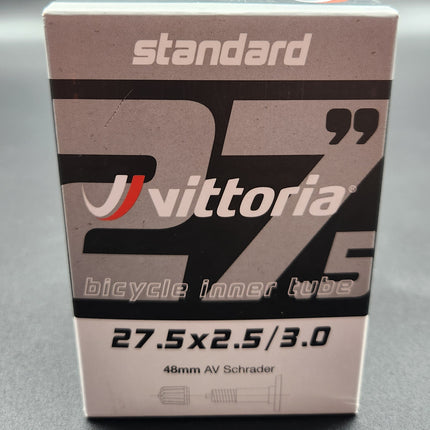 standard
27.5”
vittoria®
bicycle inner tube
27.5x2.5/3.0
48mm AV Schrader